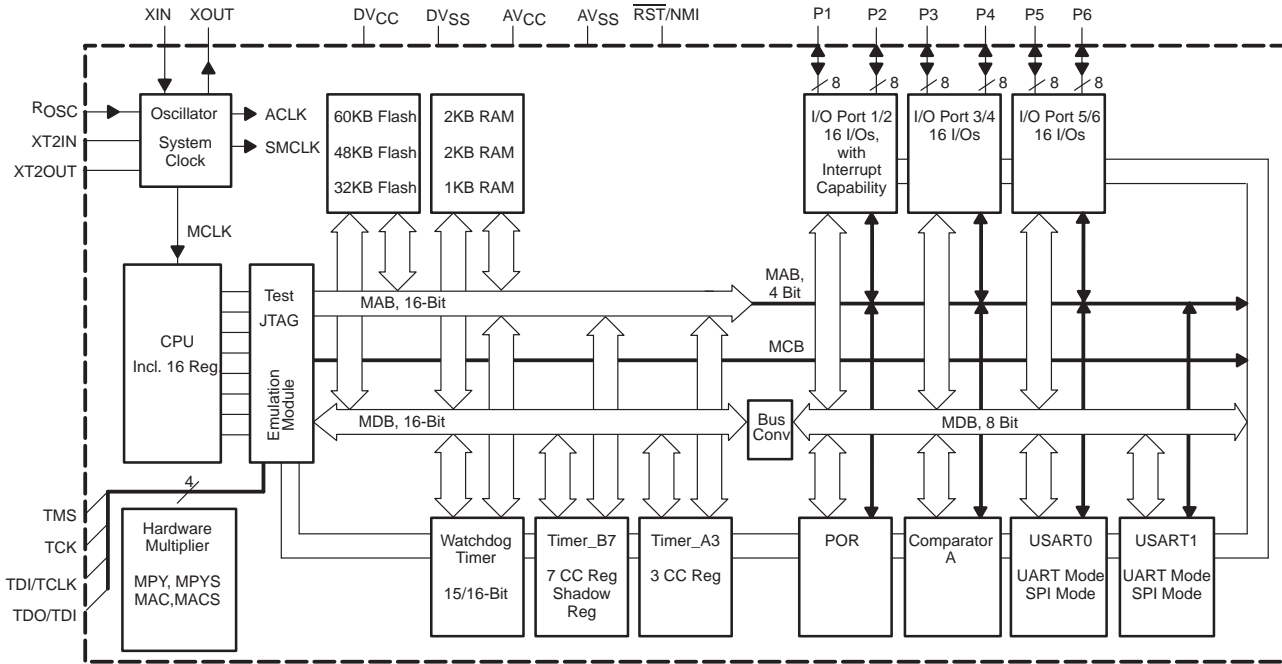 XIN XOUT DVCC DVSS AVCC AVSS RST/NMI P1 P2 P3 P4 P5 P6
8 8 8 8 8 8
ROSC
XT2IN
XT2OUT
Oscillator
System
Clock
ACLK
SMCLK
MCLK
60KB Flash
48KB Flash
32KB Flash
2KB RAM
2KB RAM
1KB RAM
I/O Port 1/2
16 I/Os,
with
Interrupt
Capability
I/O Port 3/4
16 I/Os
I/O Port 5/6
16 I/Os
CPU
Incl. 16 Reg.
Test
JTAG
Emulation
Module
MAB, 16-Bit
MAB,
4 Bit
MCB
MDB, 16-Bit
Bus
Conv
MDB, 8 Bit
4
TMS
TCK
TDI/TCLK
TDO/TDI
Hardware
Multiplier
MPY, MPYS
MAC,MACS
Watchdog
Timer
15/16-Bit
Timer_B7
7 CC Reg
Shadow
Reg
Timer_A3
3 CC Reg
POR
Comparator
A
USART0
UART Mode
SPI Mode
USART1
UART Mode
SPI Mode